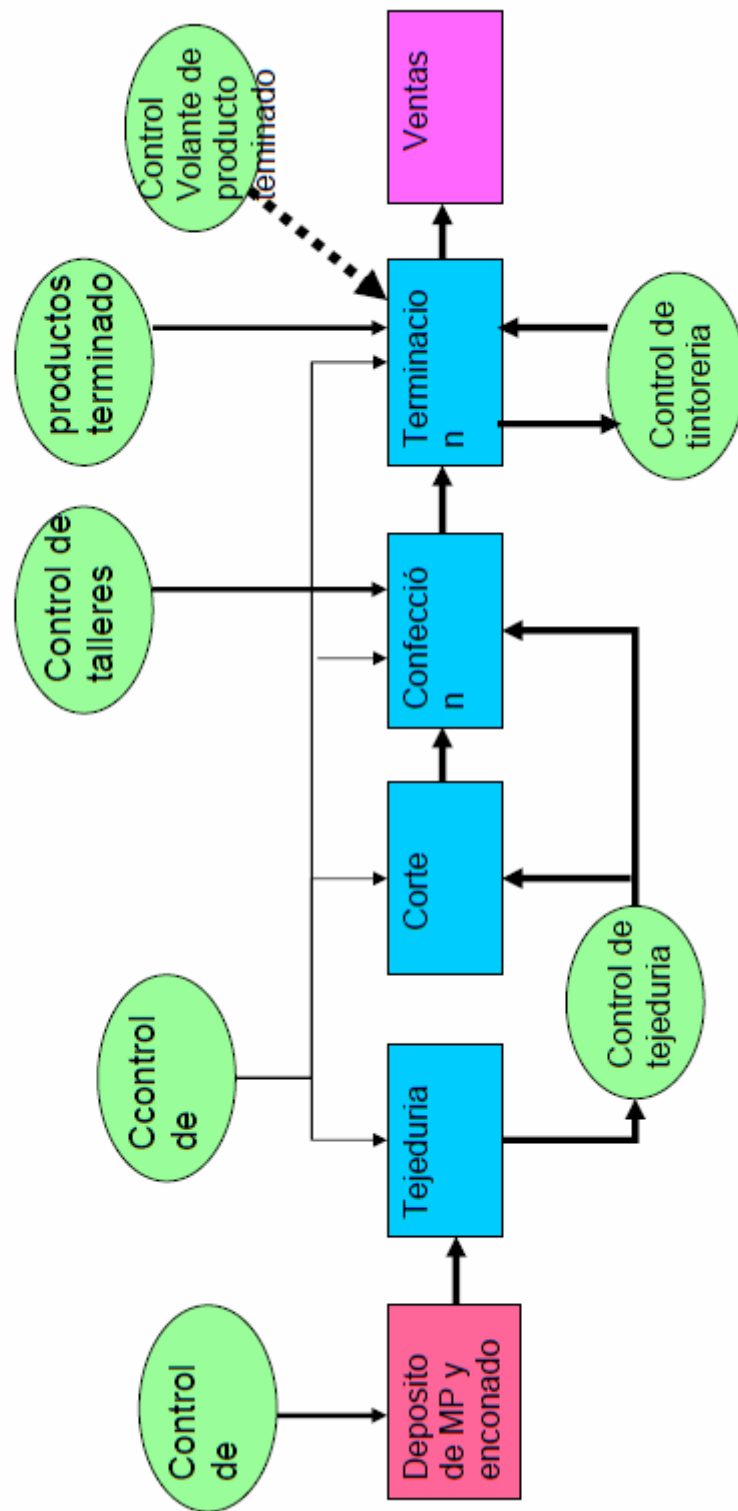 Control
de
Ccontrol
de
Control de
talleres
productos
terminado
Control
Volante de
producto
teminado
Deposito
de MP y
enconado
Tejeduria
Corte
Confecció
n
Terminacio
n
Ventas
Control de
tejeduria
Control de
tintoreria